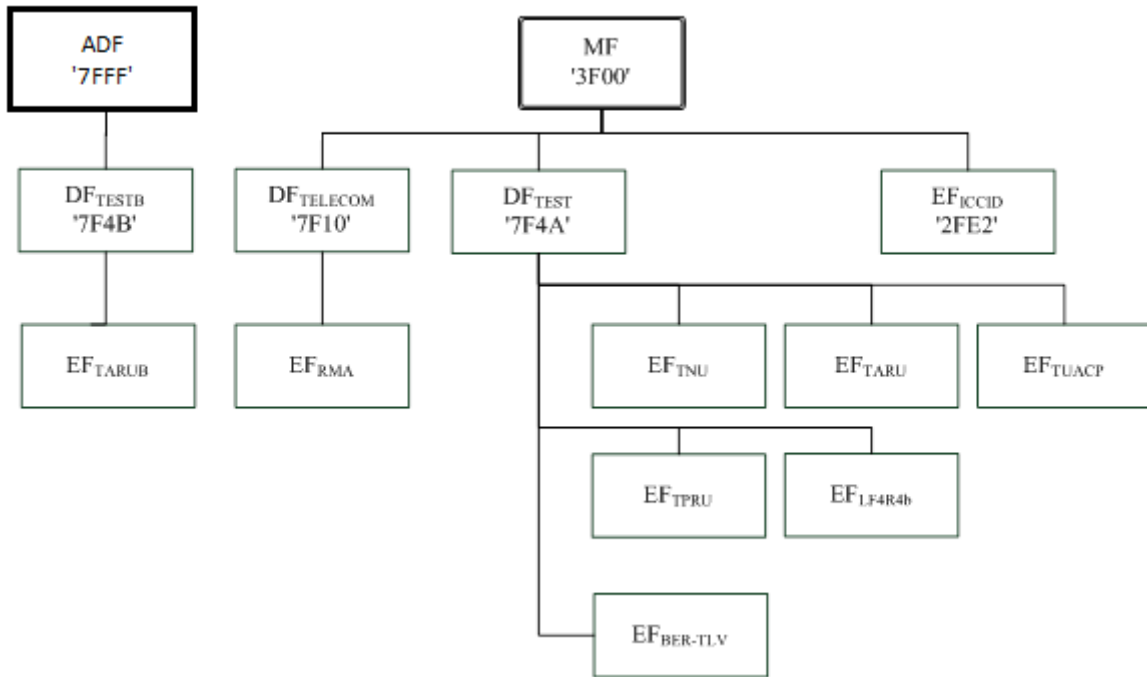 ADF
'7FFF'
MF
'3F00'
DFTESTB
'7F4B'
DFTELECOM
'7F10'
DFTEST
'7F4A'
EFICCID
'2FE2'
EFTARUB
EFRMA
EFTNU
EFTARU
EFTUACP
EFTPRU
EFLF4R4b
EFBER-TLV